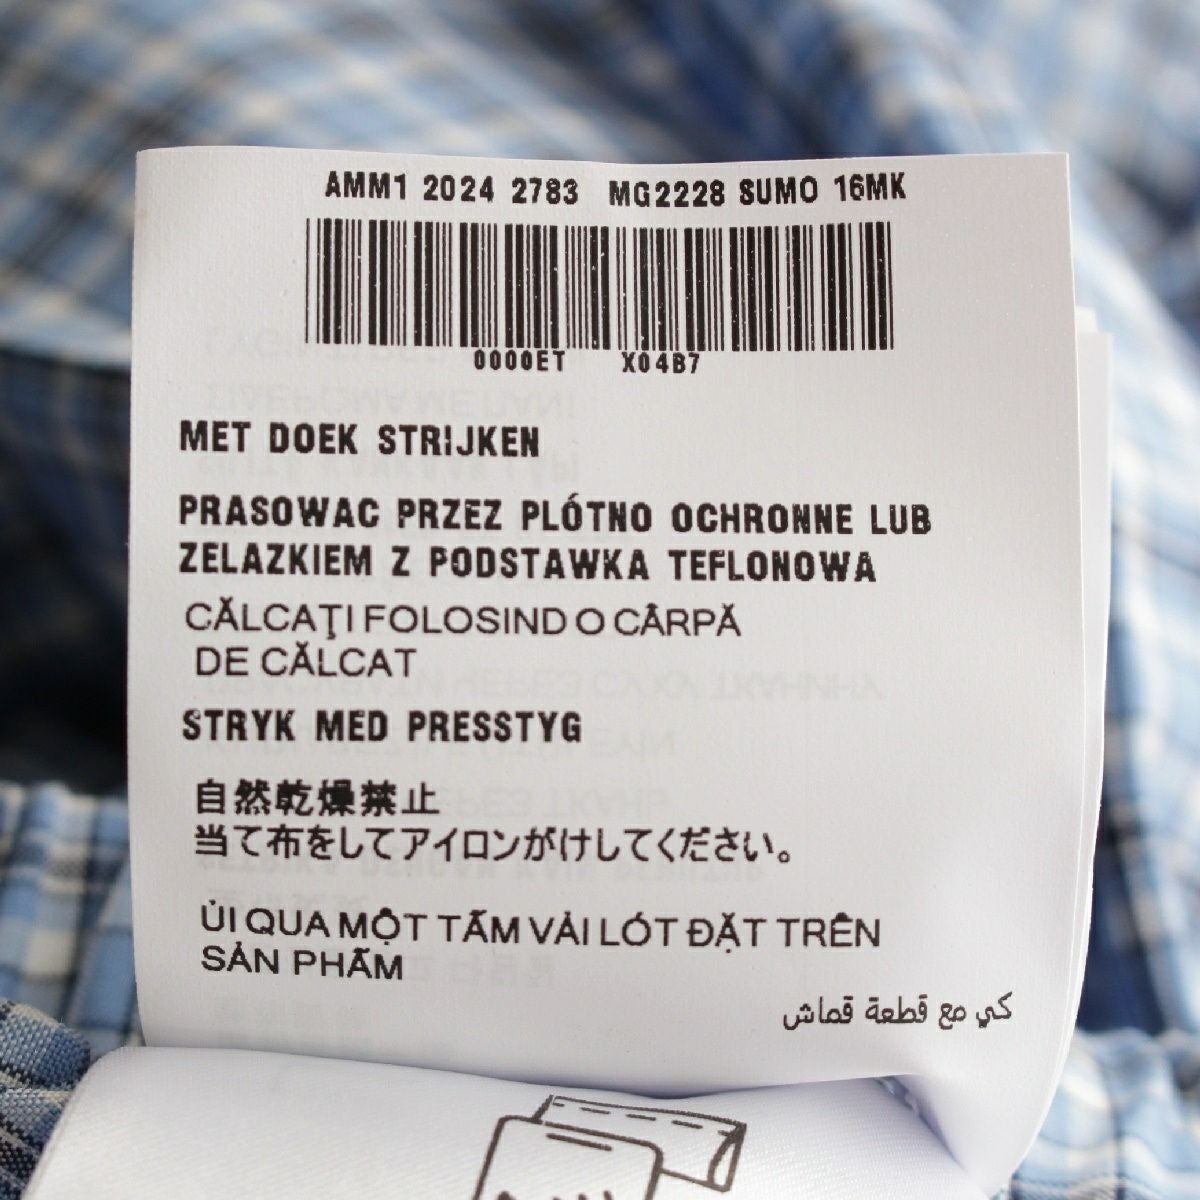 AMM1 2024 2783 MG2228 SUMO 16MK
0000ET X04B7
MET DOEK STRIJKEN
PRASOWAC PRZEZ PLÓTNO OCHRONNE LUB
ZELAZKIEM Z PODSTAWKA TEFLONOWA
CĂLCAŢI FOLOSIND O CÂRPĂ
DE CĂLCAT
STRYK MED PRESSTYG
自然乾燥禁止
当て布をしてアイロンがけしてください。
ỦI QUA MỘT TẤM VẢI LÓT ĐẶT TRÊN
SẢN PHẨM
كي مع قطعة قماش